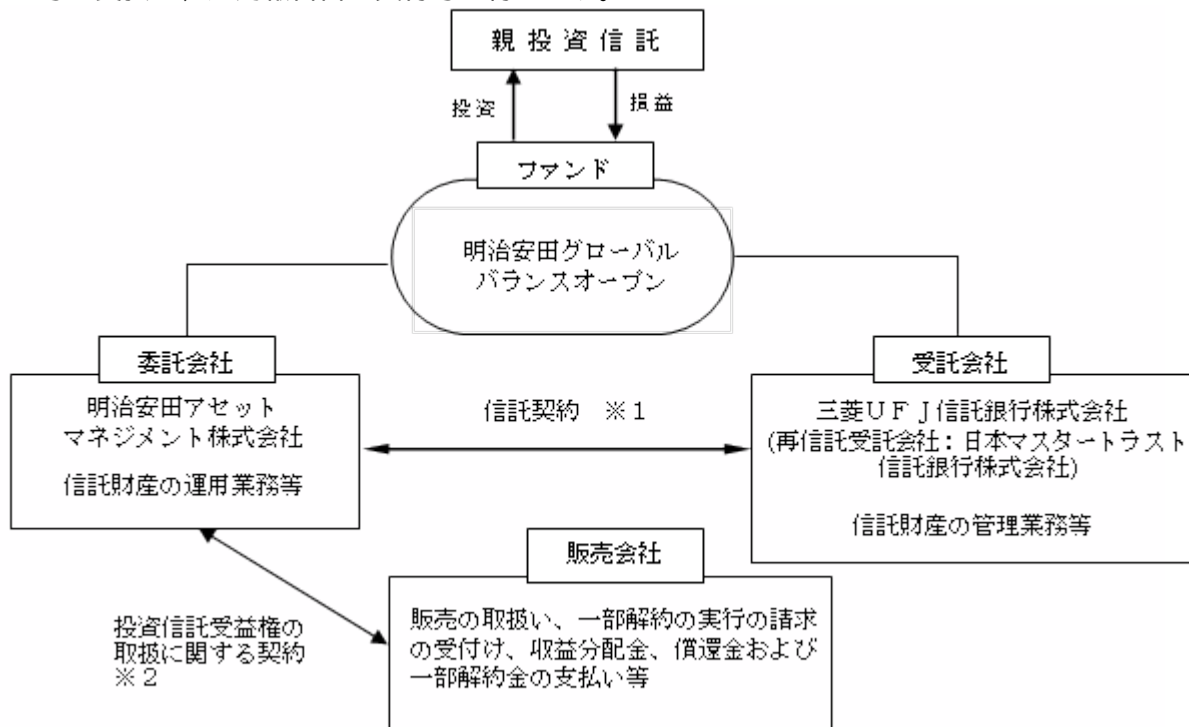 親投資信託
投資
損益
ファンド
明治安田グローバル
バランスオープン
委託会社
明治安田アセット
マネジメント株式会社
信託財産の運用業務等
信託契約 ※1
受託会社
三菱UFJ信託銀行株式会社
(再信託受託会社:日本マスタートラスト
信託銀行株式会社)
信託財産の管理業務等
販売会社
販売の取扱い、一部解約の実行の請求
の受付け、収益分配金、償還金および
一部解約金の支払い等
投資信託受益権の
取扱に関する契約
※2